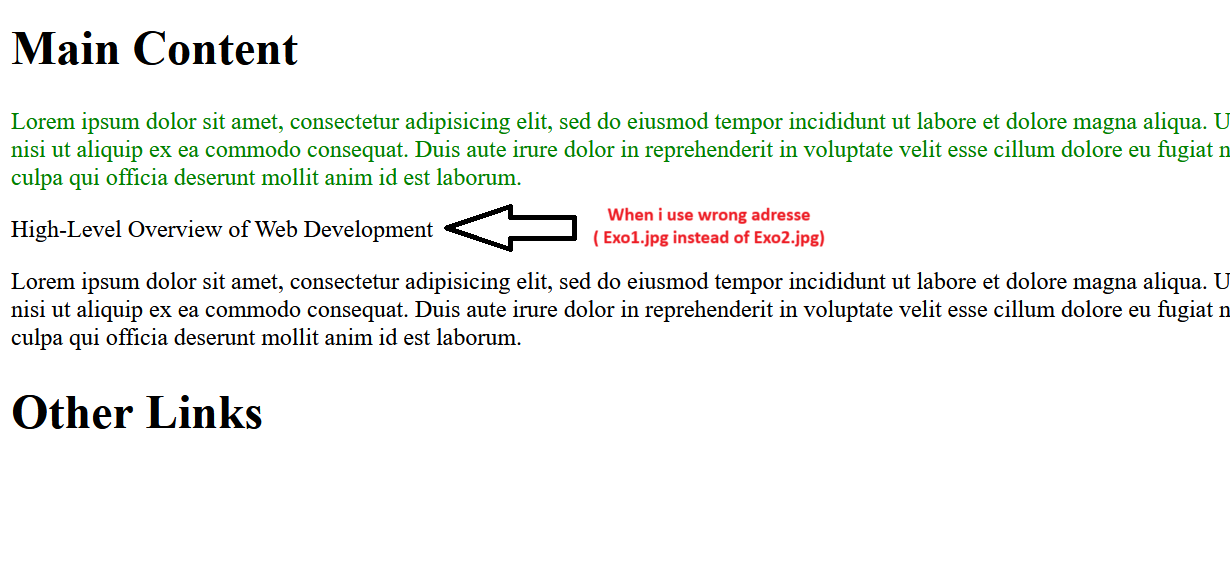 Main Content
Lorem ipsum dolor sit amet, consectetur adipisicing elit, sed do eiusmod tempor incididunt ut labore et dolore magna aliqua. U
nisi ut aliquip ex ea commodo consequat. Duis aute irure dolor in reprehenderit in voluptate velit esse cillum dolore eu fugiat n
culpa qui officia deserunt mollit anim id est laborum.
High-Level Overview of Web Development
When i use wrong adresse
( Exo1.jpg instead of Exo2.jpg)
Lorem ipsum dolor sit amet, consectetur adipisicing elit, sed do eiusmod tempor incididunt ut labore et dolore magna aliqua. U
nisi ut aliquip ex ea commodo consequat. Duis aute irure dolor in reprehenderit in voluptate velit esse cillum dolore eu fugiat n
culpa qui officia deserunt mollit anim id est laborum.
Other Links